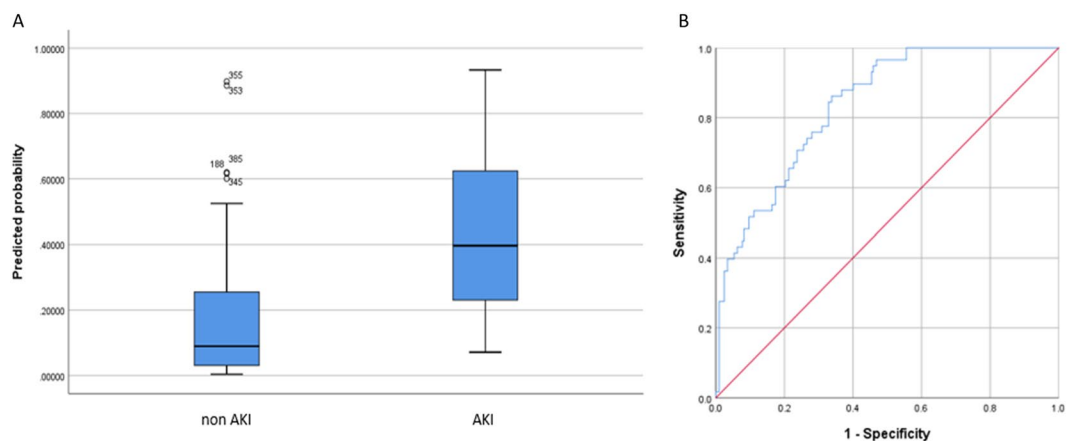 A
Predicted probability
1.00000
.80000
.60000
.40000
.20000
.00000
355
353
188 385
345
non AKI
AKI
B
Sensitivity
1.0
0.8
0.6
0.4
0.2
0.0
0.0 0.2 0.4 0.6 0.8 1.0
1 - Specificity